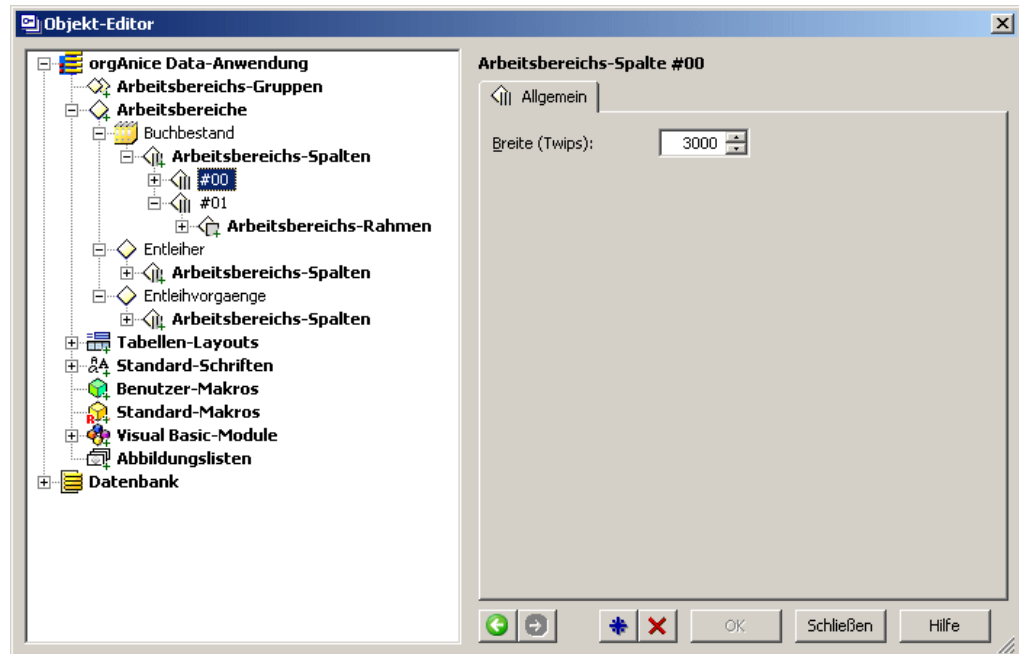 Objekt-Editor
orgAnice Data-Anwendung
Arbeitsbereichs-Gruppen
Arbeitsbereiche
Buchbestand
Arbeitsbereichs-Spalten
#00
#01
Arbeitsbereichs-Rahmen
Entleiher
Arbeitsbereichs-Spalten
Entleihvorgaenge
Arbeitsbereichs-Spalten
Tabellen-Layouts
Standard-Schriften
Benutzer-Makros
Standard-Makros
Visual Basic-Module
Abbildungslisten
Datenbank
Arbeitsbereichs-Spalte #00
Allgemein
Breite (Twips): 3000
OK Schließen Hilfe